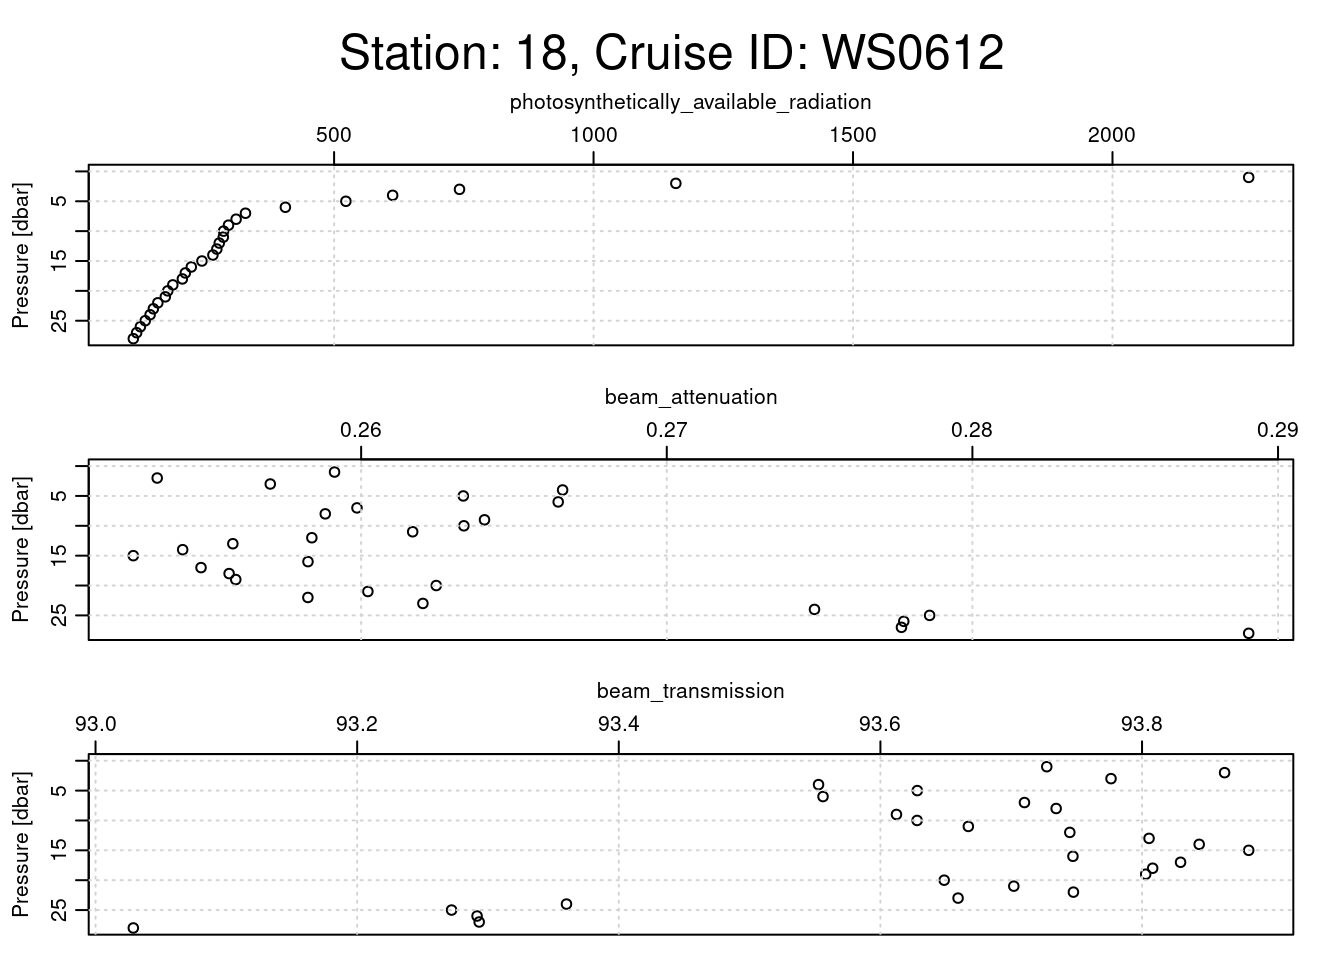 Station: 18, Cruise ID: WS0612
photosynthetically_available_radiation
500 1000 1500 2000
Pressure [dbar]
5
15
25
beam_attenuation
0.26 0.27 0.28 0.29
Pressure [dbar]
5
15
25
beam_transmission
93.0 93.2 93.4 93.6 93.8
Pressure [dbar]
5
15
25